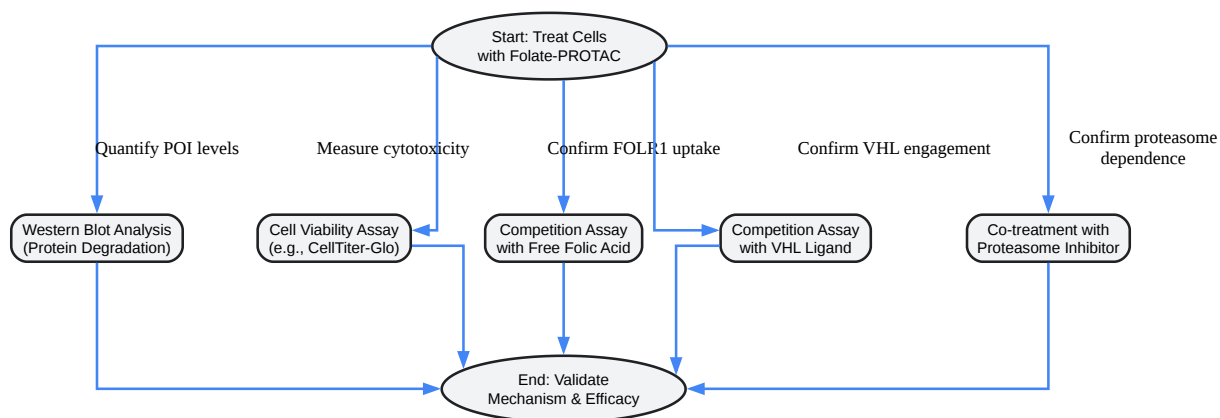 Start: Treat Cells
with Folate-PROTAC
Quantify POI levels
Measure cytotoxicity
Confirm FOLR1 uptake
Confirm VHL engagement
Confirm proteasome
dependence
Western Blot Analysis
(Protein Degradation)
Cell Viability Assay
(e.g., CellTiter-Glo)
Competition Assay
with Free Folic Acid
Competition Assay
with VHL Ligand
Co-treatment with
Proteasome Inhibitor
End: Validate
Mechanism & Efficacy